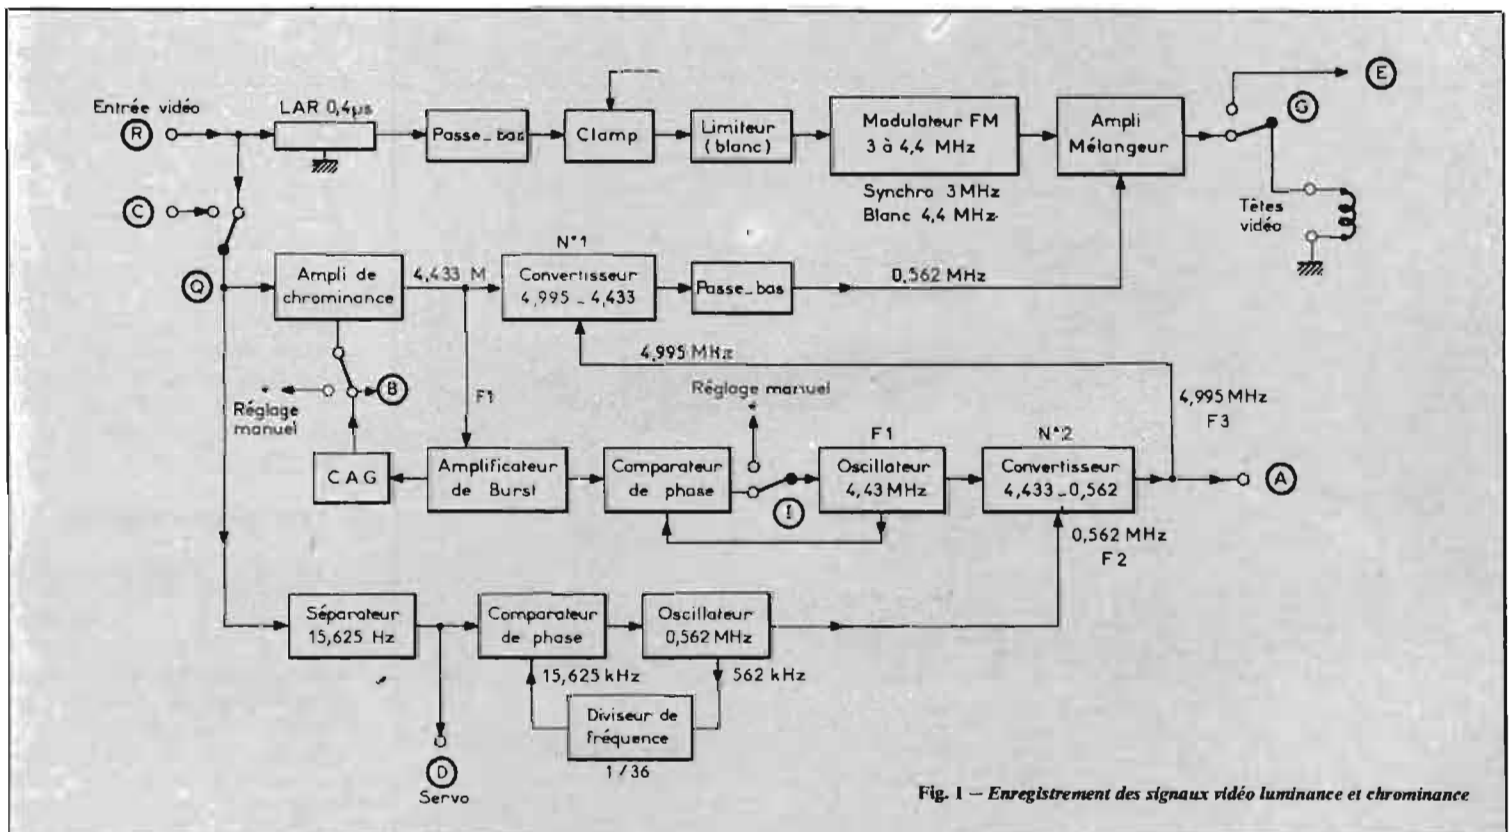 Entrée vidéo
R
LAR 0,4µs
Passe_bas
Clamp
Limiteur
(blanc)
Modulateur FM
3 à 4,4 MHz
Synchro 3 MHz
Blanc 4,4 MHz
Ampli
Mélangeur
E
G
Têtes
vidéo
C
Q
Ampli de
chrominance
4,433 M
N°1
Convertisseur
4,995 _ 4,433
Passe_bas
0,562 MHz
4,995 MHz
B
Réglage
manuel
F1
Réglage manuel
4,995 MHz
F3
CAG
Amplificateur
de Burst
Comparateur
de phase
I
F1
Oscillateur
4,43 MHz
N°2
Convertisseur
4,433_0,562
A
0,562 MHz
F2
Séparateur
15,625 Hz
Comparateur
de phase
Oscillateur
0,562 MHz
15,625 kHz
562 kHz
Diviseur de
fréquence
1/36
D
Servo
Fig. 1 — Enregistrement des signaux vidéo luminance et chrominance